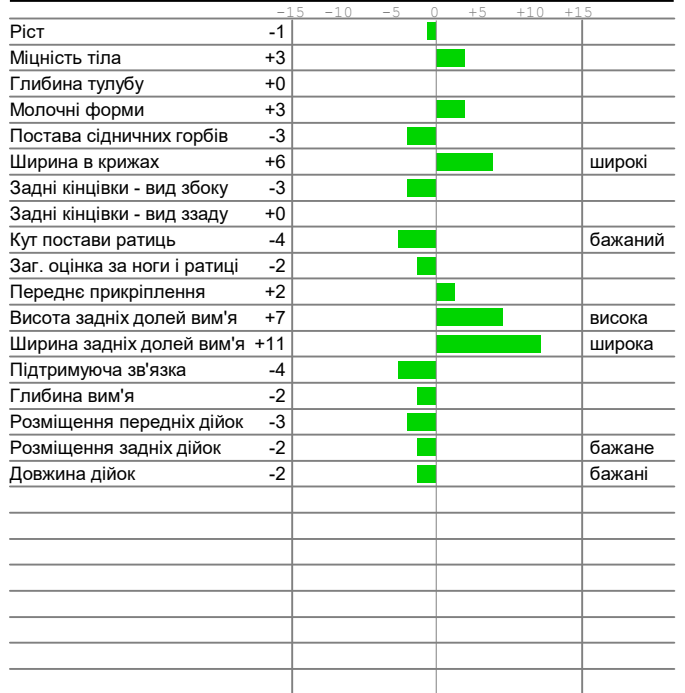 -15 -10 -5 0 +5 +10 +15
Ріст -1
Міцність тіла +3
Глибина тулубу +0
Молочні форми +3
Постава сідничних горбів -3
Ширина в крижах +6 широкі
Задні кінцівки - вид збоку -3
Задні кінцівки - вид ззаду +0
Кут постави ратиць -4 бажаний
Заг. оцінка за ноги і ратиці -2
Переднє прикріплення +2
Висота задніх долей вим'я +7 висока
Ширина задніх долей вим'я +11 широка
Підтримуюча зв'язка -4
Глибина вим'я -2
Розміщення передніх дійок -3
Розміщення задніх дійок -2 бажане
Довжина дійок -2 бажані